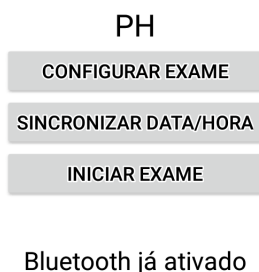 PH
CONFIGURAR EXAME
SINCRONIZAR DATA/HORA
INICIAR EXAME
Bluetooth já ativado